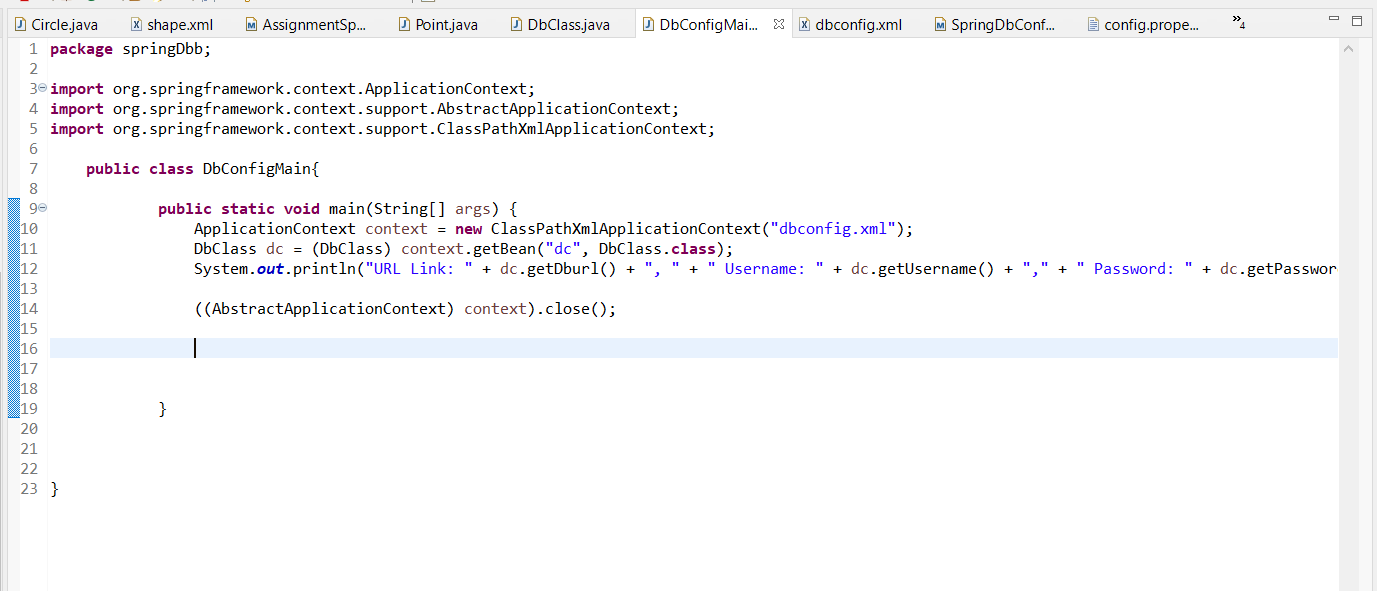 Circle.java shape.xml AssignmentSp... Point.java DbClass.java DbConfigMai... dbconfig.xml SpringDbConf... config.prope... »4
1 package springDbb;
2
3 import org.springframework.context.ApplicationContext;
4 import org.springframework.context.support.AbstractApplicationContext;
5 import org.springframework.context.support.ClassPathXmlApplicationContext;
6
7 public class DbConfigMain{
8
9 public static void main(String[] args) {
10 ApplicationContext context = new ClassPathXmlApplicationContext("dbconfig.xml");
11 DbClass dc = (DbClass) context.getBean("dc", DbClass.class);
12 System.out.println("URL Link: " + dc.getDburl() + ", " + " Username: " + dc.getUsername() + "," + " Password: " + dc.getPasswor
13
14 ((AbstractApplicationContext) context).close();
15
16
17
18
19 }
20
21
22
23 }